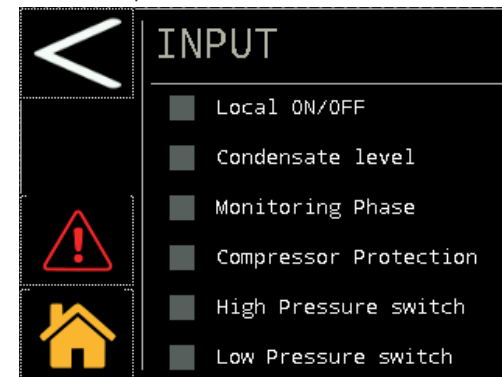 INPUT
Local ON/OFF
Condensate level
Monitoring Phase
Compressor Protection
High Pressure switch
Low Pressure switch